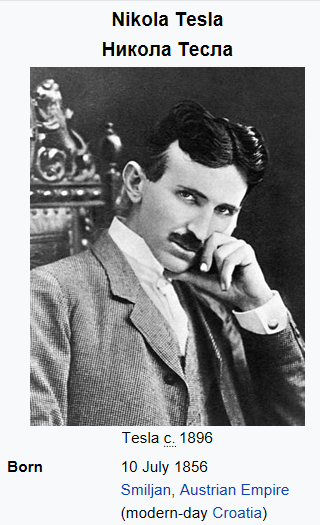 Nikola Tesla
Никола Тесла
Tesla c. 1896
Born 10 July 1856
Smiljan, Austrian Empire
(modern-day Croatia)